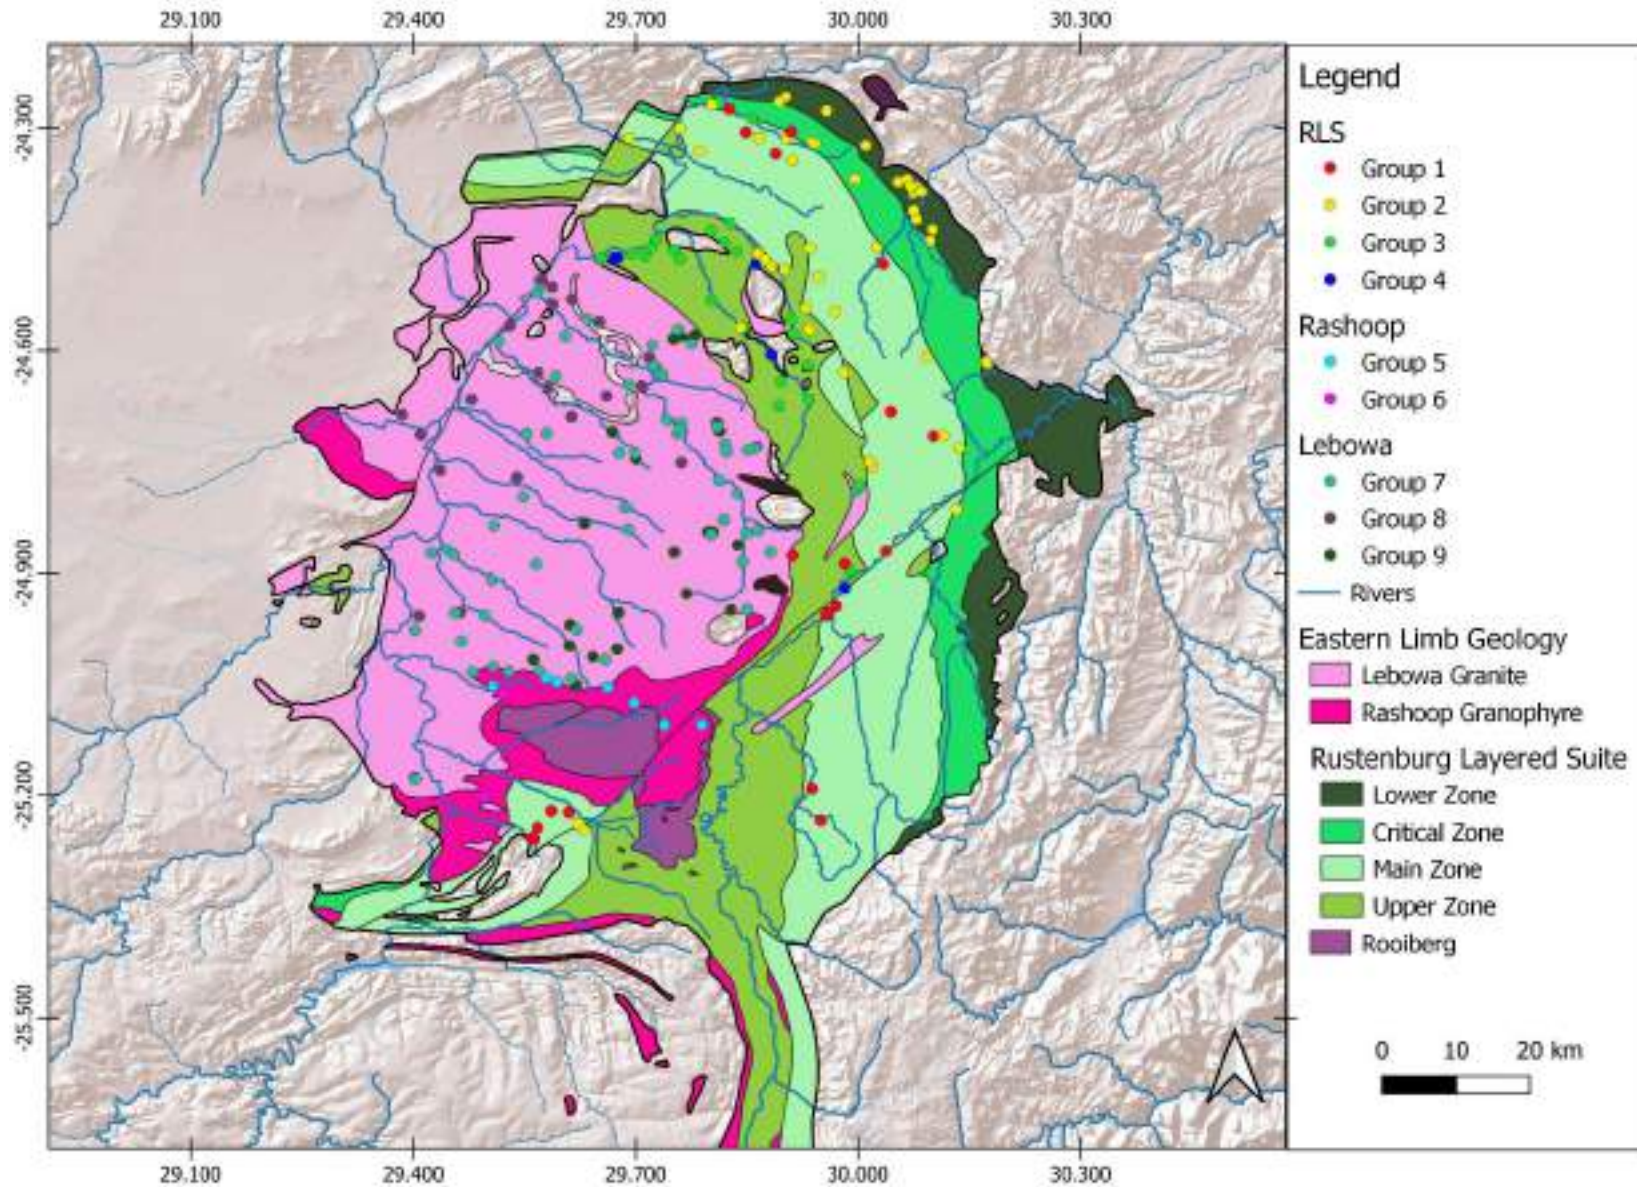 29.100 29.400 29.700 30.000 30.300
-24.300
-24.600
-24.900
-25.200
-25.500
29.100 29.400 29.700 30.000 30.300
Legend
RLS
Group 1
Group 2
Group 3
Group 4
Rashoop
Group 5
Group 6
Lebowa
Group 7
Group 8
Group 9
Rivers
Eastern Limb Geology
Lebowa Granite
Rashoop Granophyre
Rustenburg Layered Suite
Lower Zone
Critical Zone
Main Zone
Upper Zone
Rooiberg
0 10 20 km